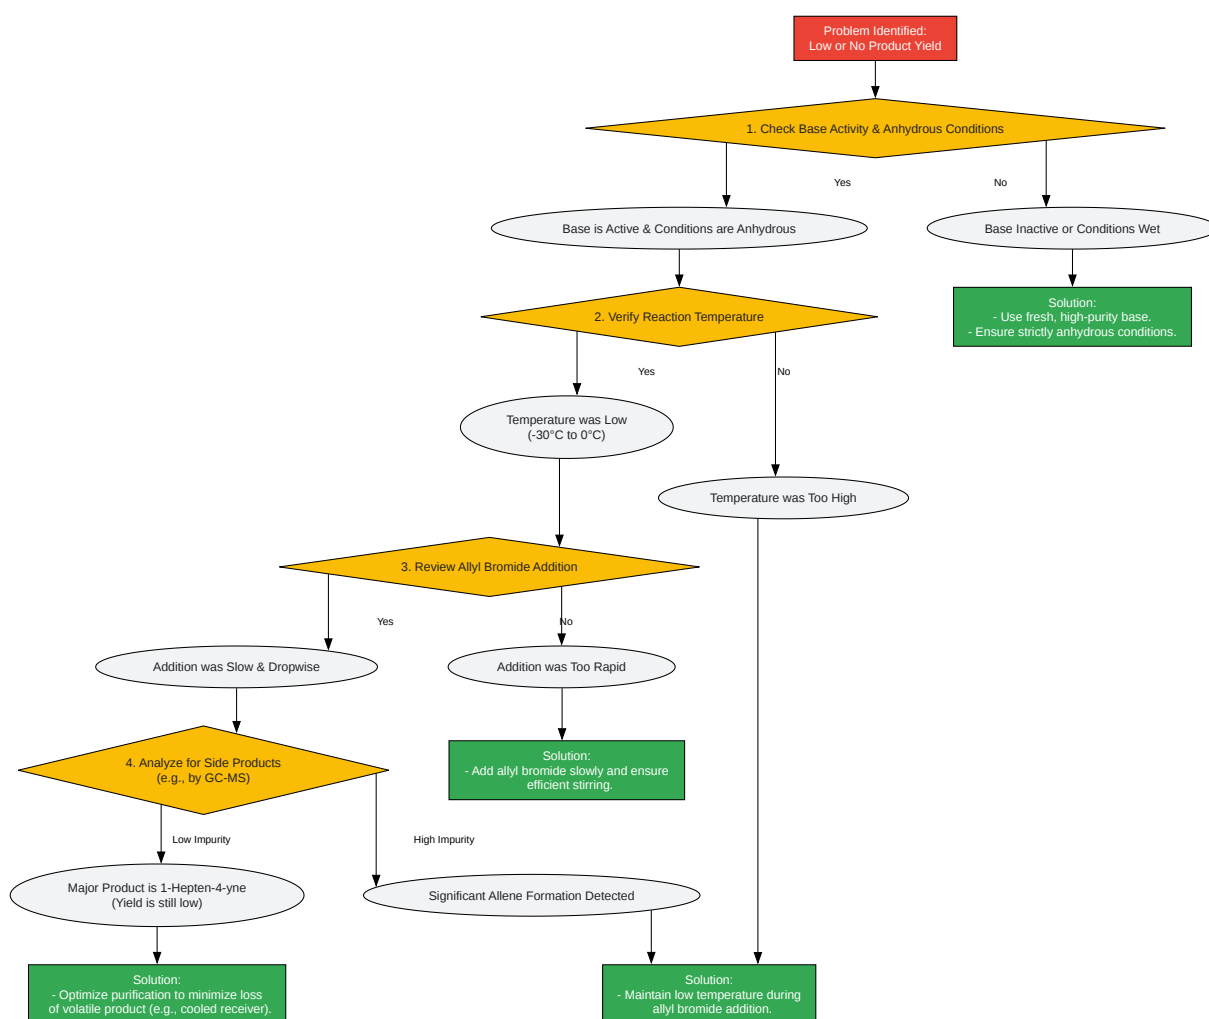 Problem Identified:
Low or No Product Yield
1. Check Base Activity & Anhydrous Conditions
Yes
No
Base is Active & Conditions are Anhydrous
Base Inactive or Conditions Wet
Solution:
- Use fresh, high-purity base.
- Ensure strictly anhydrous conditions.
2. Verify Reaction Temperature
Yes
No
Temperature was Low
(-30°C to 0°C)
Temperature was Too High
3. Review Allyl Bromide Addition
Yes
No
Addition was Slow & Dropwise
Addition was Too Rapid
Solution:
- Add allyl bromide slowly and ensure
efficient stirring.
4. Analyze for Side Products
(e.g., by GC-MS)
Low Impurity
High Impurity
Major Product is 1-Hepten-4-yne
(Yield is still low)
Significant Allene Formation Detected
Solution:
- Optimize purification to minimize loss
of volatile product (e.g., cooled receiver).
Solution:
- Maintain low temperature during
allyl bromide addition.